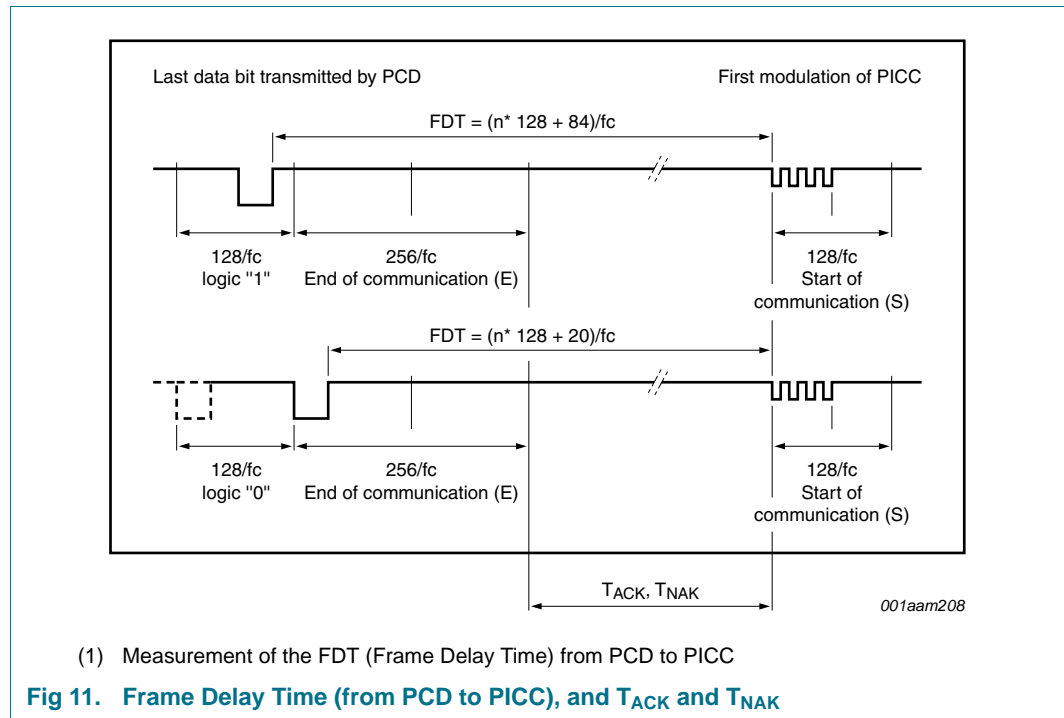 Last data bit transmitted by PCD First modulation of PICC
FDT = (n* 128 + 84)/fc
128/fc
logic "1"
256/fc
End of communication (E)
128/fc
Start of
communication (S)
FDT = (n* 128 + 20)/fc
128/fc
logic "0"
256/fc
End of communication (E)
128/fc
Start of
communication (S)
TACK, TNAK
001aam208
(1) Measurement of the FDT (Frame Delay Time) from PCD to PICC
Fig 11. Frame Delay Time (from PCD to PICC), and TACK and TNAK